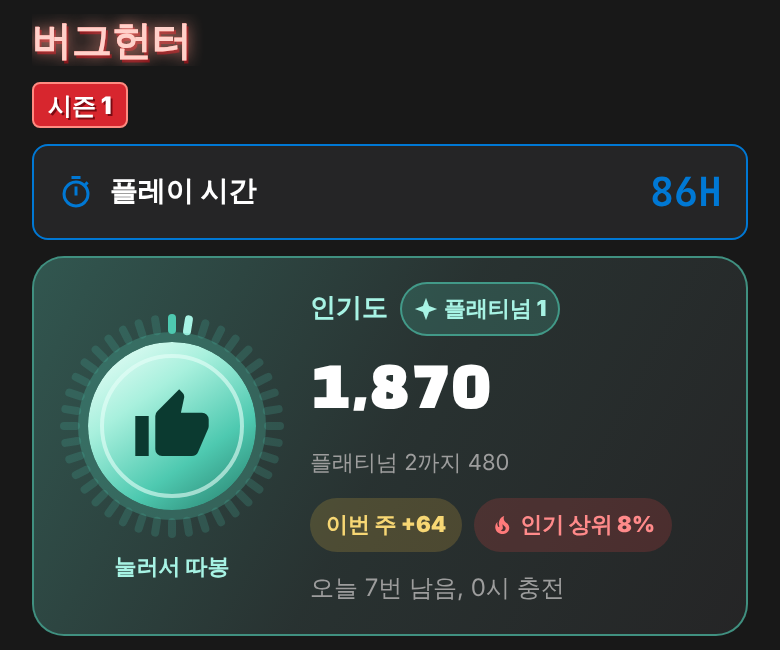 버그헌터
시즌 1
플레이 시간 86H
인기도 플래티넘 1
1,870
플래티넘 2까지 480
이번 주 +64 인기 상위 8%
눌러서 따봉
오늘 7번 남음, 0시 충전